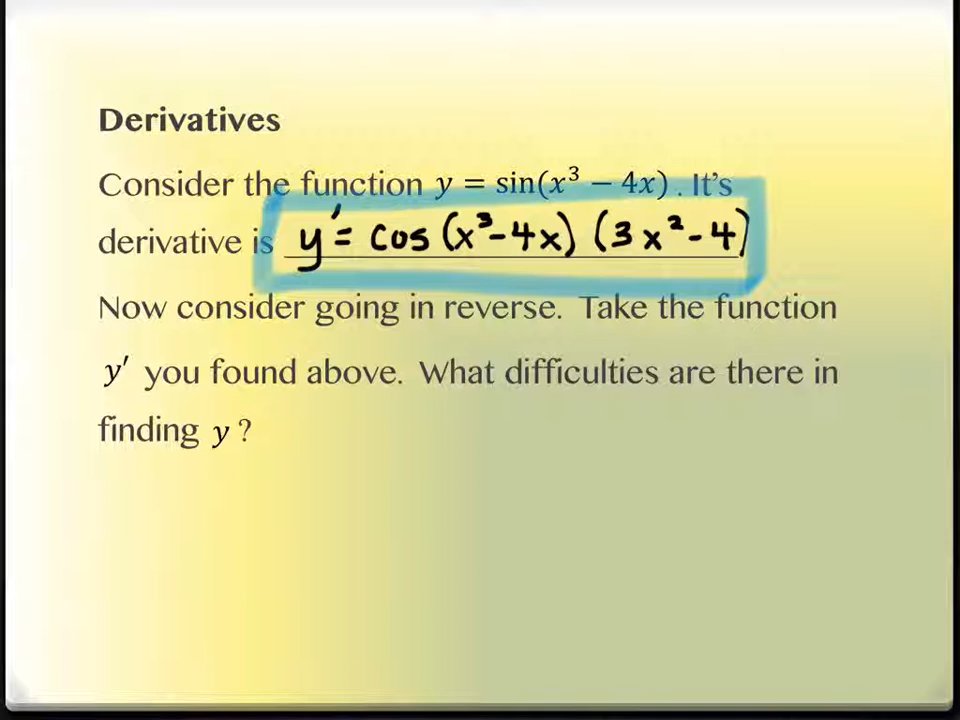 Derivatives
Consider the function y = sin(x³ − 4x) . It's
derivative is y' = cos (x³-4x) (3x²-4)
Now consider going in reverse. Take the function
y′ you found above. What difficulties are there in
finding y ?